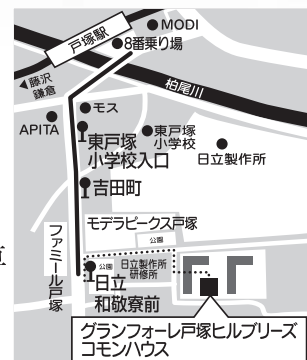 MODI
戸塚駅
8番乗り場
藤沢
鎌倉
柏尾川
モス
APITA
東戸塚
小学校入口
東戸塚
小学校
日立製作所
吉田町
モデラビークス戸塚
公園
ファミール戸塚
公園
日立製作所
研修所
日立
和敬寮前
グランフォーレ戸塚ヒルブリーズ
コモンハウス